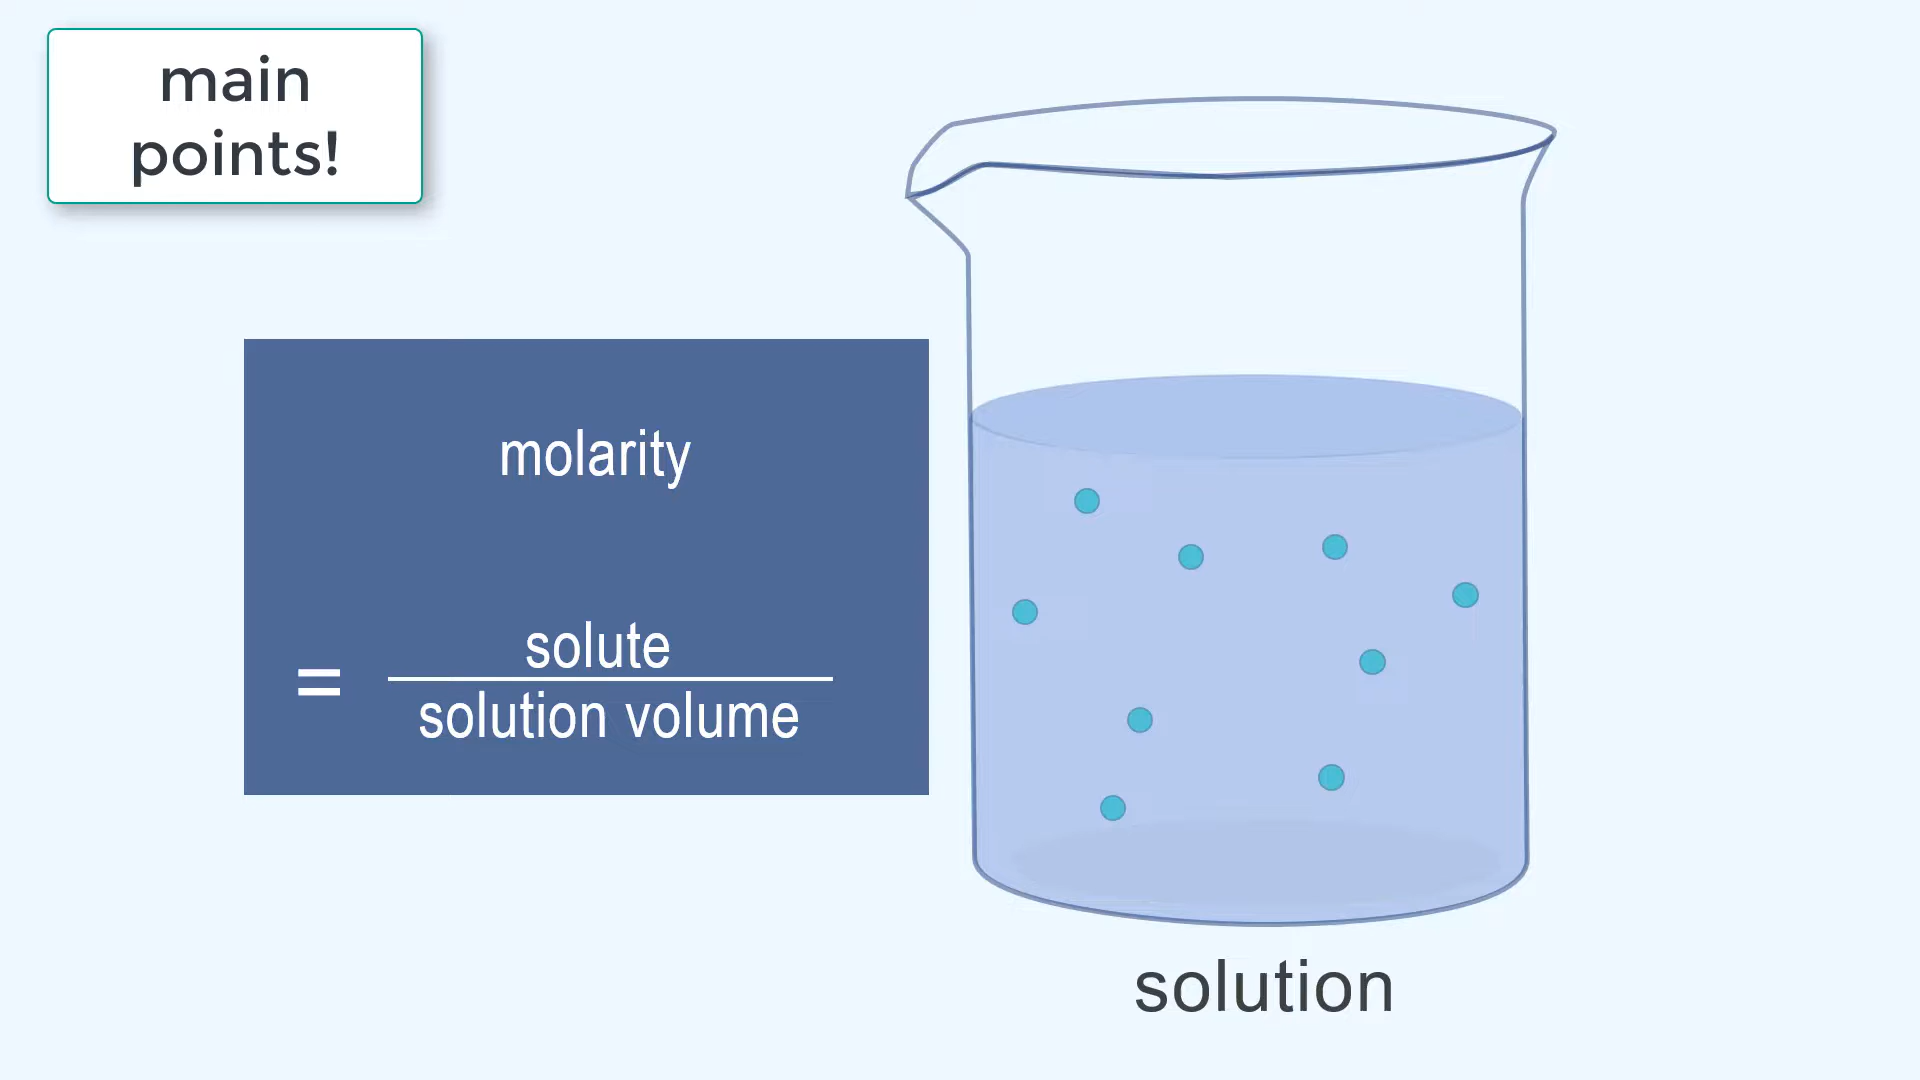 main
points!
molarity
= solute
solution volume
solution